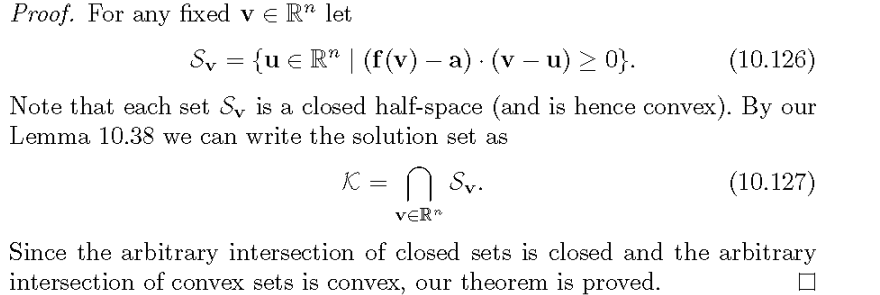 Proof. For any fixed v ∈ ℝⁿ let
𝒮ᵥ = {u ∈ ℝⁿ | (f(v) − a) · (v − u) ≥ 0}. (10.126)
Note that each set 𝒮ᵥ is a closed half-space (and is hence convex). By our
Lemma 10.38 we can write the solution set as
𝒦 = ⋂ 𝒮ᵥ. (10.127)
v∈ℝⁿ
Since the arbitrary intersection of closed sets is closed and the arbitrary
intersection of convex sets is convex, our theorem is proved. □